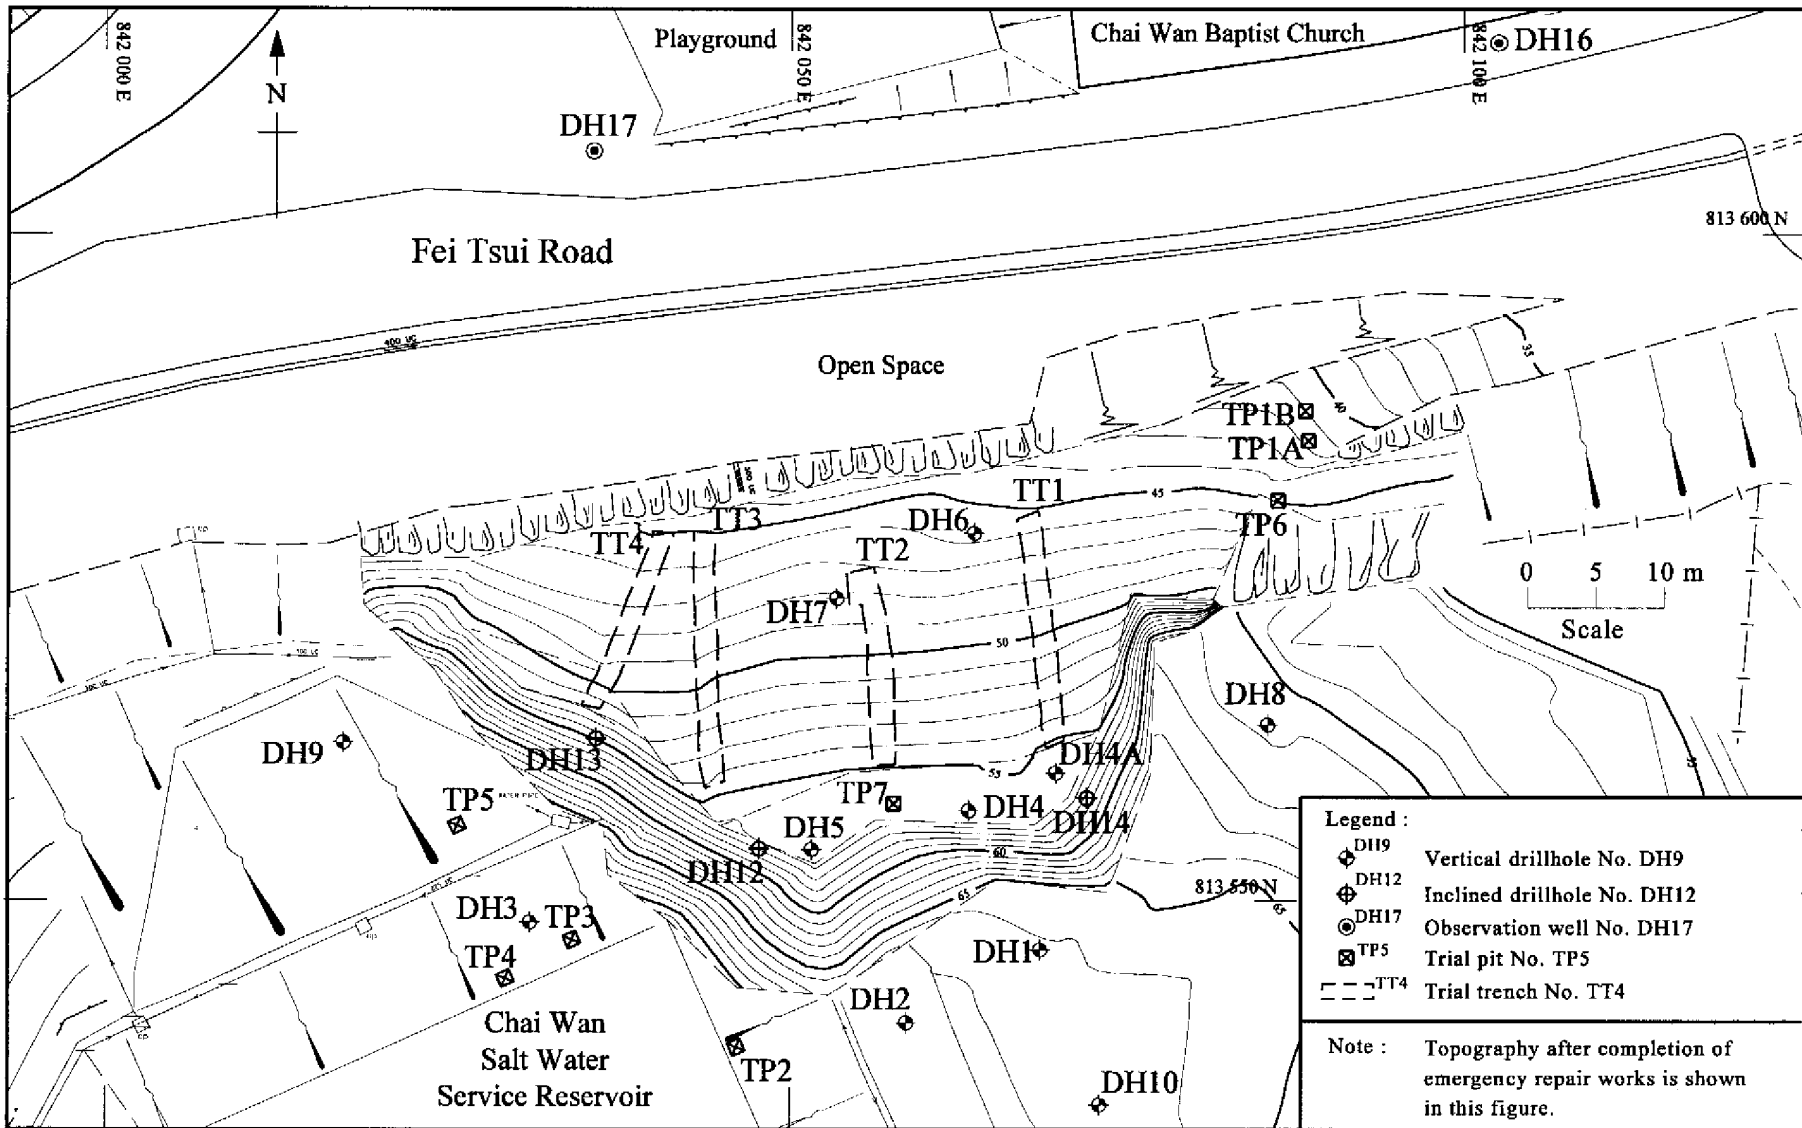 842 000 E
Playground
842 050 E
Chai Wan Baptist Church
842 100 E
DH16
N
DH17
813 600 N
Fei Tsui Road
400 UC
Open Space
35
TP1B
40
TP1A
TT1
45
TT3
DH6
TP6
TT4
TT2
0 5 10 m
DH7
Scale
50
DH8
DH9
DH13
DH4A
55
TP7
TP5
DH4
DH14
DH5
60
DH12
813 550 N
65
65
DH3
TP3
DH1
TP4
DH2
Chai Wan
Salt Water
Service Reservoir
TP2
DH10
Legend :
DH9 Vertical drillhole No. DH9
DH12 Inclined drillhole No. DH12
DH17 Observation well No. DH17
TP5 Trial pit No. TP5
TT4 Trial trench No. TT4
Note : Topography after completion of
emergency repair works is shown
in this figure.